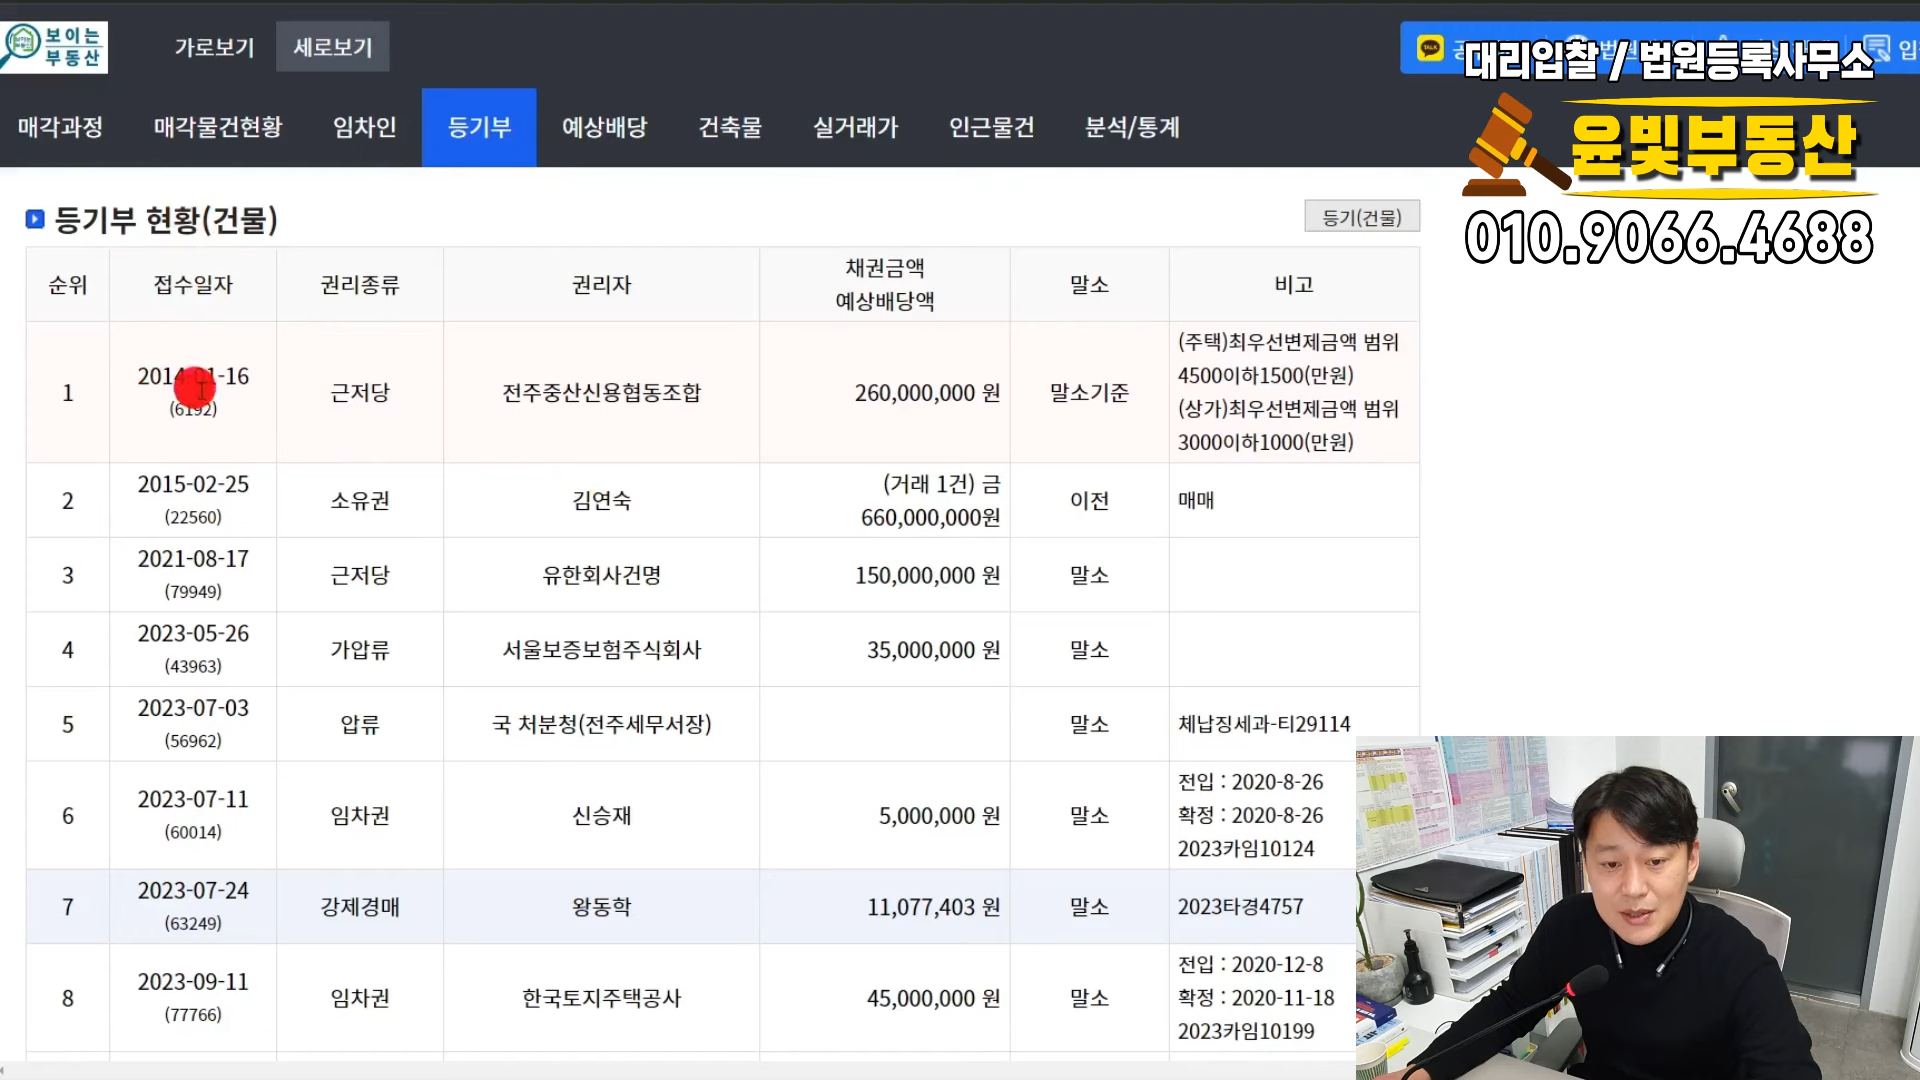 보이는
부동산
가로보기
세로보기
대리입찰 / 법원등록사무소
매각과정
매각물건현황
임차인
등기부
예상배당
건축물
실거래가
인근물건
분석/통계
윤빛부동산
010.9066.4688
등기부 현황(건물)
등기(건물)
순위
접수일자
권리종류
권리자
채권금액
예상배당액
말소
비고
1
2014-01-16
(6192)
근저당
전주중산신용협동조합
260,000,000 원
말소기준
(주택)최우선변제금액 범위
4500이하1500(만원)
(상가)최우선변제금액 범위
3000이하1000(만원)
2
2015-02-25
(22560)
소유권
김연숙
(거래 1건) 금
660,000,000원
이전
매매
3
2021-08-17
(79949)
근저당
유한회사건명
150,000,000 원
말소
4
2023-05-26
(43963)
가압류
서울보증보험주식회사
35,000,000 원
말소
5
2023-07-03
(56962)
압류
국 처분청(전주세무서장)
말소
체납징세과-티29114
6
2023-07-11
(60014)
임차권
신승재
5,000,000 원
말소
전입 : 2020-8-26
확정 : 2020-8-26
2023카임10124
7
2023-07-24
(63249)
강제경매
왕동학
11,077,403 원
말소
2023타경4757
8
2023-09-11
(77766)
임차권
한국토지주택공사
45,000,000 원
말소
전입 : 2020-12-8
확정 : 2020-11-18
2023카임10199